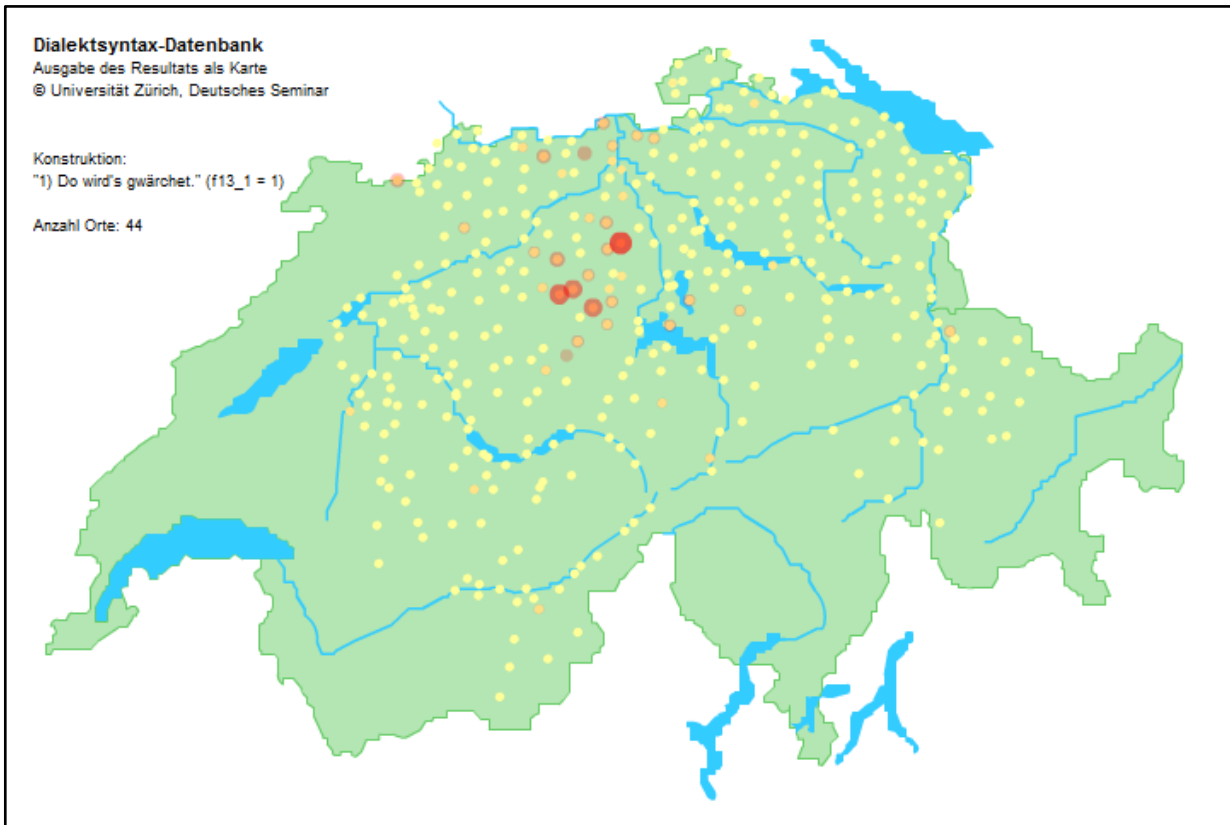 Dialektsyntax-Datenbank
Ausgabe des Resultats als Karte
© Universität Zürich, Deutsches Seminar
Konstruktion:
"1) Do wird's gwärchet." (f13_1 = 1)
Anzahl Orte: 44